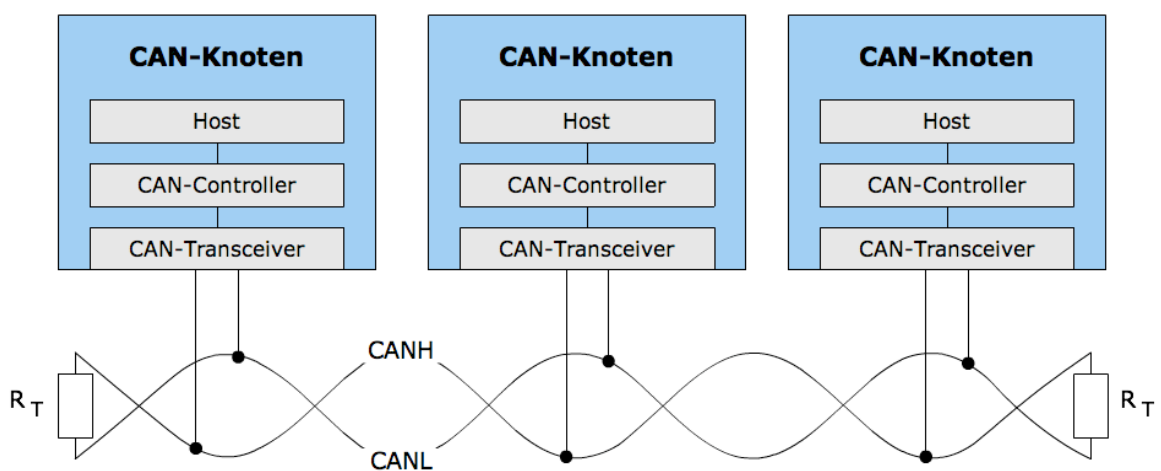 CAN-Knoten
Host
CAN-Controller
CAN-Transceiver
CAN-Knoten
Host
CAN-Controller
CAN-Transceiver
CAN-Knoten
Host
CAN-Controller
CAN-Transceiver
CANH
R T
R T
CANL